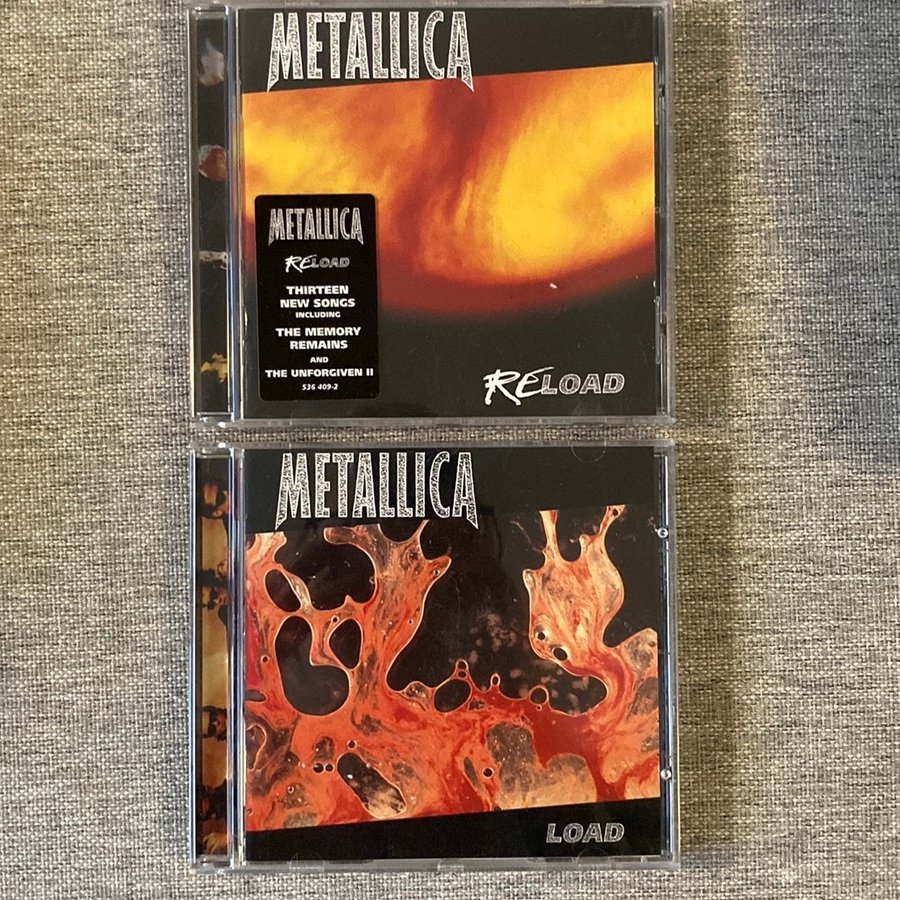 METALLICA
METALLICA
RELOAD
THIRTEEN
NEW SONGS
INCLUDING
THE MEMORY
REMAINS
AND
THE UNFORGIVEN II
536 409-2
RELOAD
METALLICA
LOAD